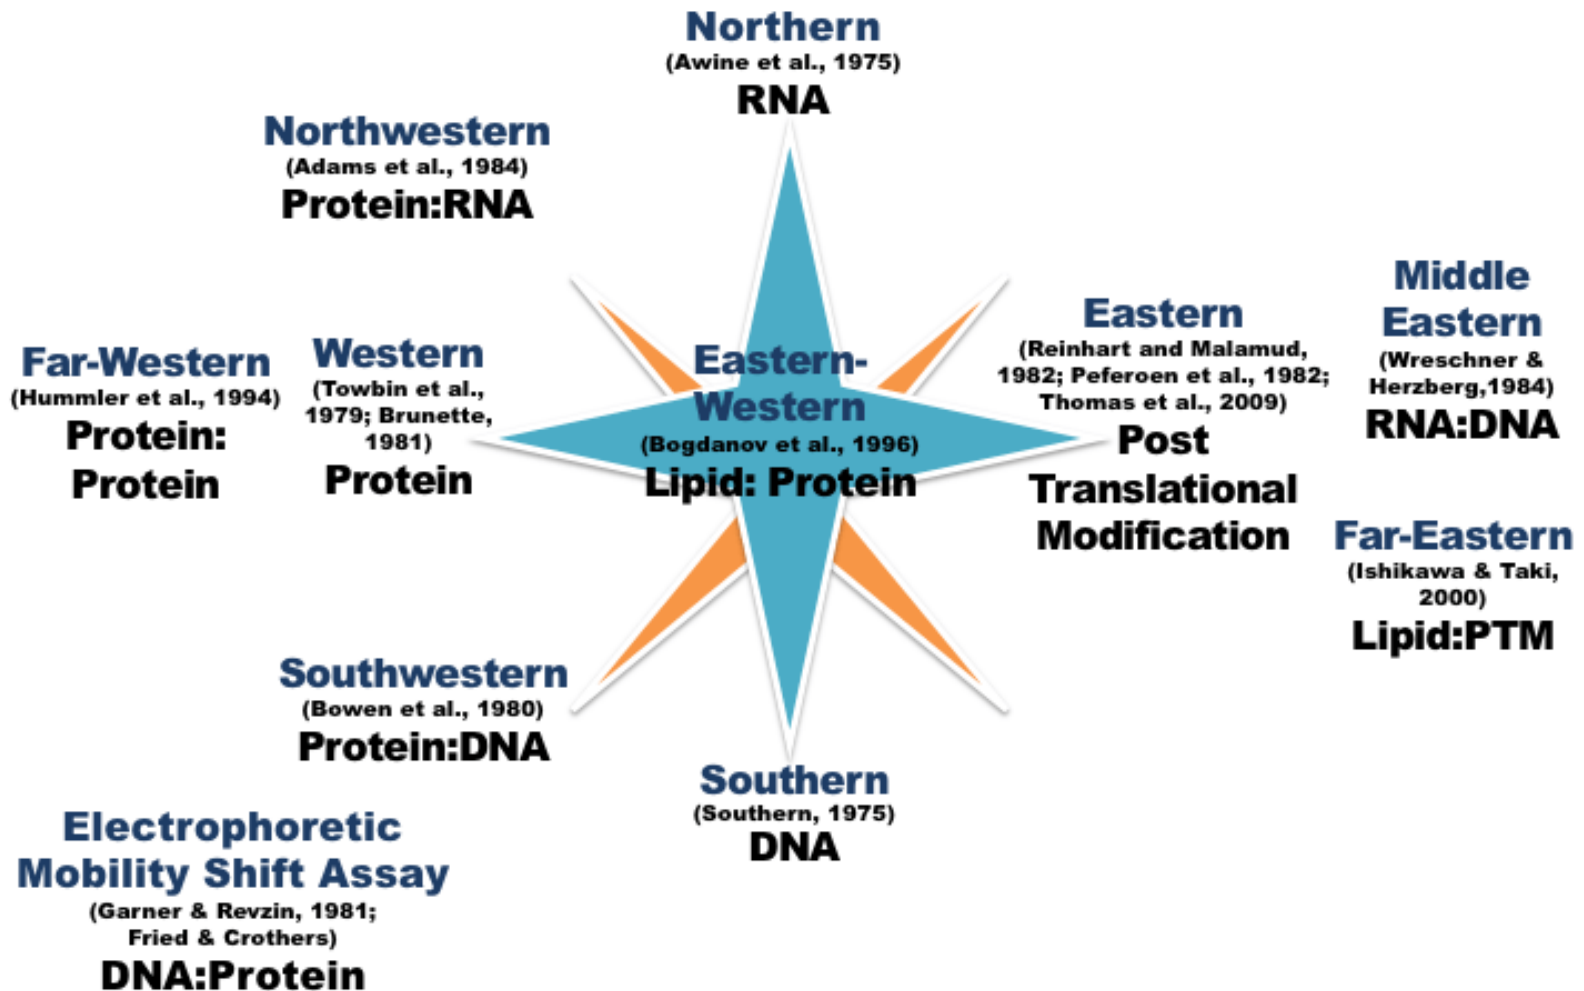 Northern
(Awine et al., 1975)
RNA
Northwestern
(Adams et al., 1984)
Protein:RNA
Far-Western
(Hummler et al., 1994)
Protein:
Protein
Western
(Towbin et al.,
1979; Brunette,
1981)
Protein
Eastern-
Western
(Bogdanov et al., 1996)
Lipid: Protein
Eastern
(Reinhart and Malamud,
1982; Peferoen et al., 1982;
Thomas et al., 2009)
Post
Translational
Modification
Middle
Eastern
(Wreschner &
Herzberg,1984)
RNA:DNA
Far-Eastern
(Ishikawa & Taki,
2000)
Lipid:PTM
Southwestern
(Bowen et al., 1980)
Protein:DNA
Southern
(Southern, 1975)
DNA
Electrophoretic
Mobility Shift Assay
(Garner & Revzin, 1981;
Fried & Crothers)
DNA:Protein